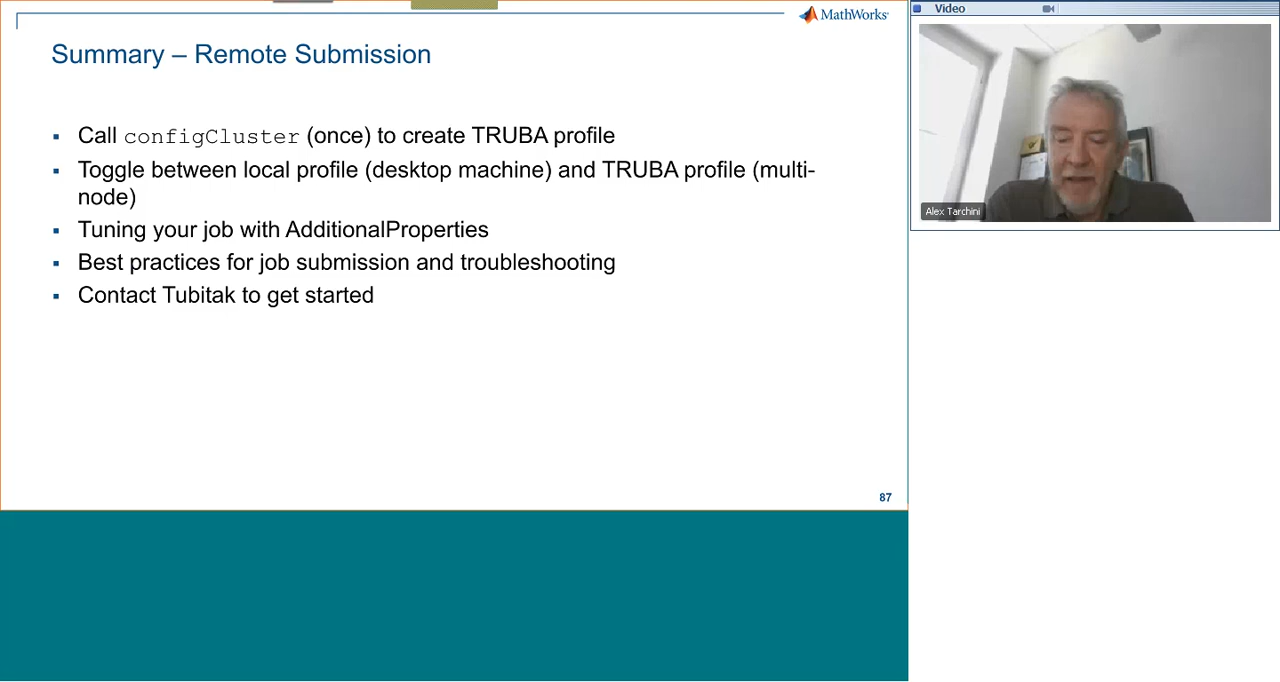 MathWorks
Summary – Remote Submission
Call configCluster (once) to create TRUBA profile
Toggle between local profile (desktop machine) and TRUBA profile (multi-
node)
Tuning your job with AdditionalProperties
Best practices for job submission and troubleshooting
Contact Tubitak to get started
87
Video
Alex Tarchini